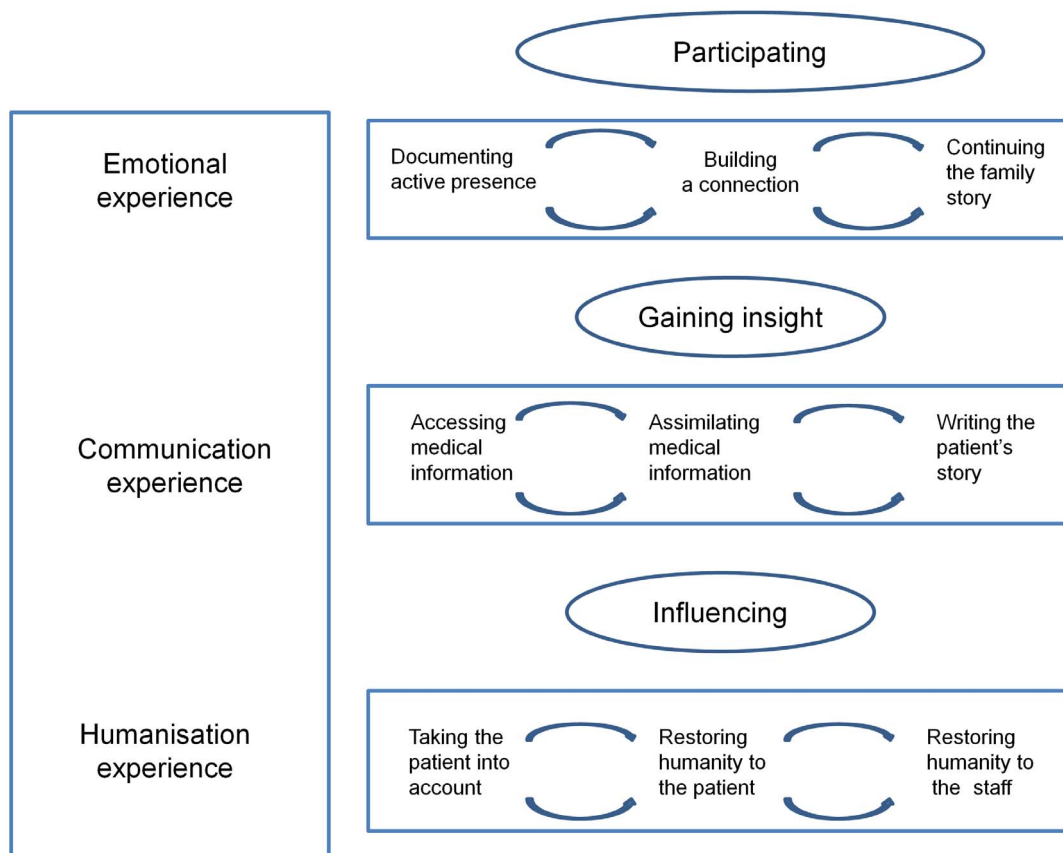 Participating
Emotional
experience
Documenting
active presence
Building
a connection
Continuing
the family
story
Gaining insight
Communication
experience
Accessing
medical
information
Assimilating
medical
information
Writing the
patient's
story
Influencing
Humanisation
experience
Taking the
patient into
account
Restoring
humanity to
the patient
Restoring
humanity to
the staff